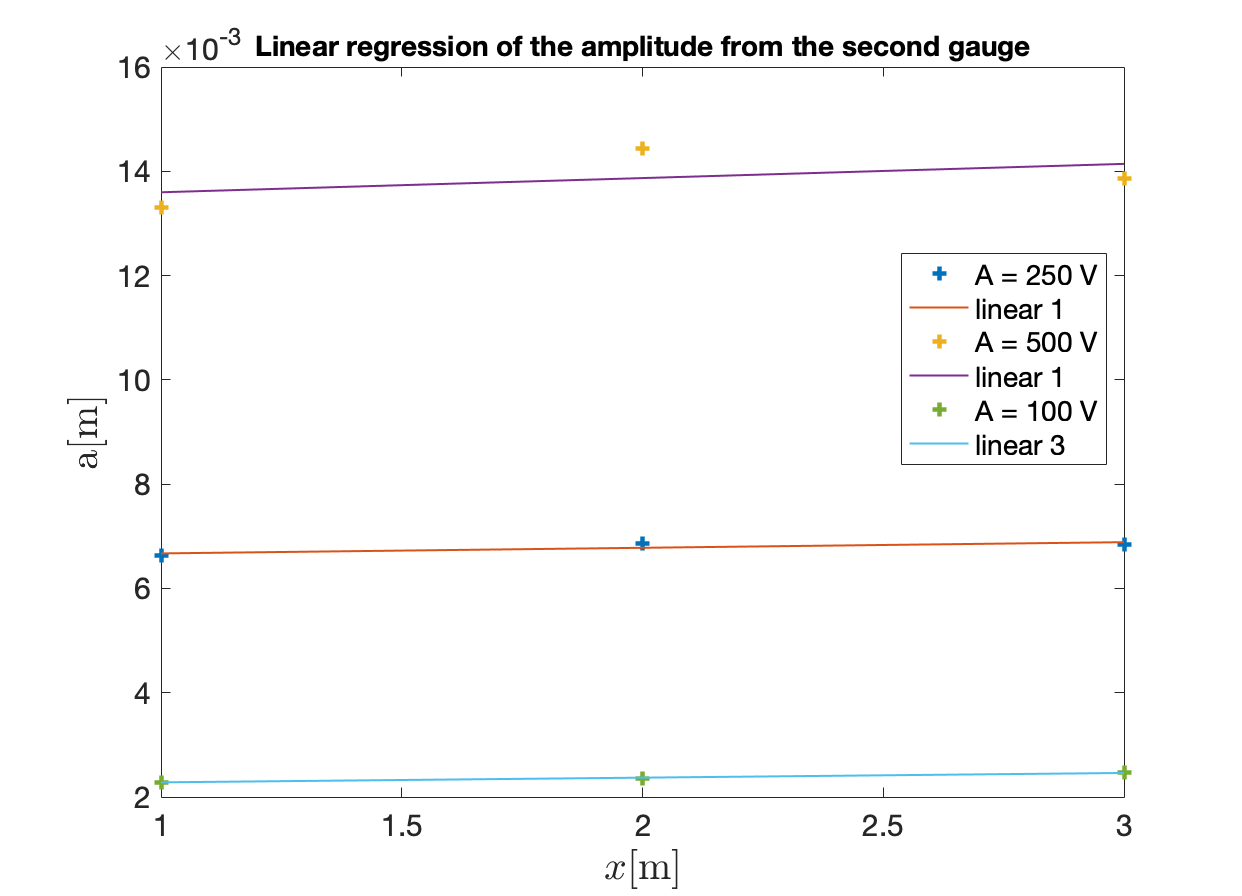 ×10-3 Linear regression of the amplitude from the second gauge
16
14
12
10
8
6
4
2
a[m]
A = 250 V
linear 1
A = 500 V
linear 1
A = 100 V
linear 3
1 1.5 2 2.5 3
x[m]